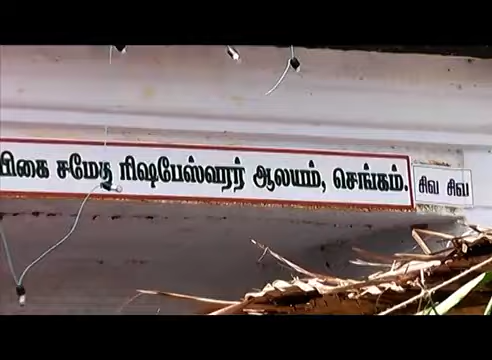 பிகை சமேத ரிஷபேஸ்வரர் ஆலயம், செங்கம்.
சிவ சிவ